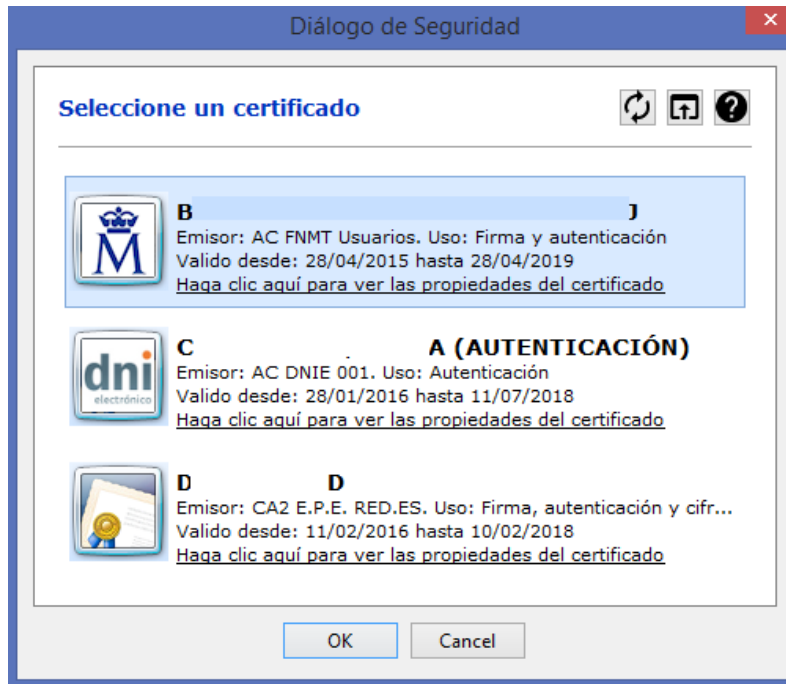 Diálogo de Seguridad
Seleccione un certificado
B J
Emisor: AC FNMT Usuarios. Uso: Firma y autenticación
Valido desde: 28/04/2015 hasta 28/04/2019
Haga clic aquí para ver las propiedades del certificado
dni
electrónico
C . A (AUTENTICACIÓN)
Emisor: AC DNIE 001. Uso: Autenticación
Valido desde: 28/01/2016 hasta 11/07/2018
Haga clic aquí para ver las propiedades del certificado
D D
Emisor: CA2 E.P.E. RED.ES. Uso: Firma, autenticación y cifr...
Valido desde: 11/02/2016 hasta 10/02/2018
Haga clic aquí para ver las propiedades del certificado
OK Cancel